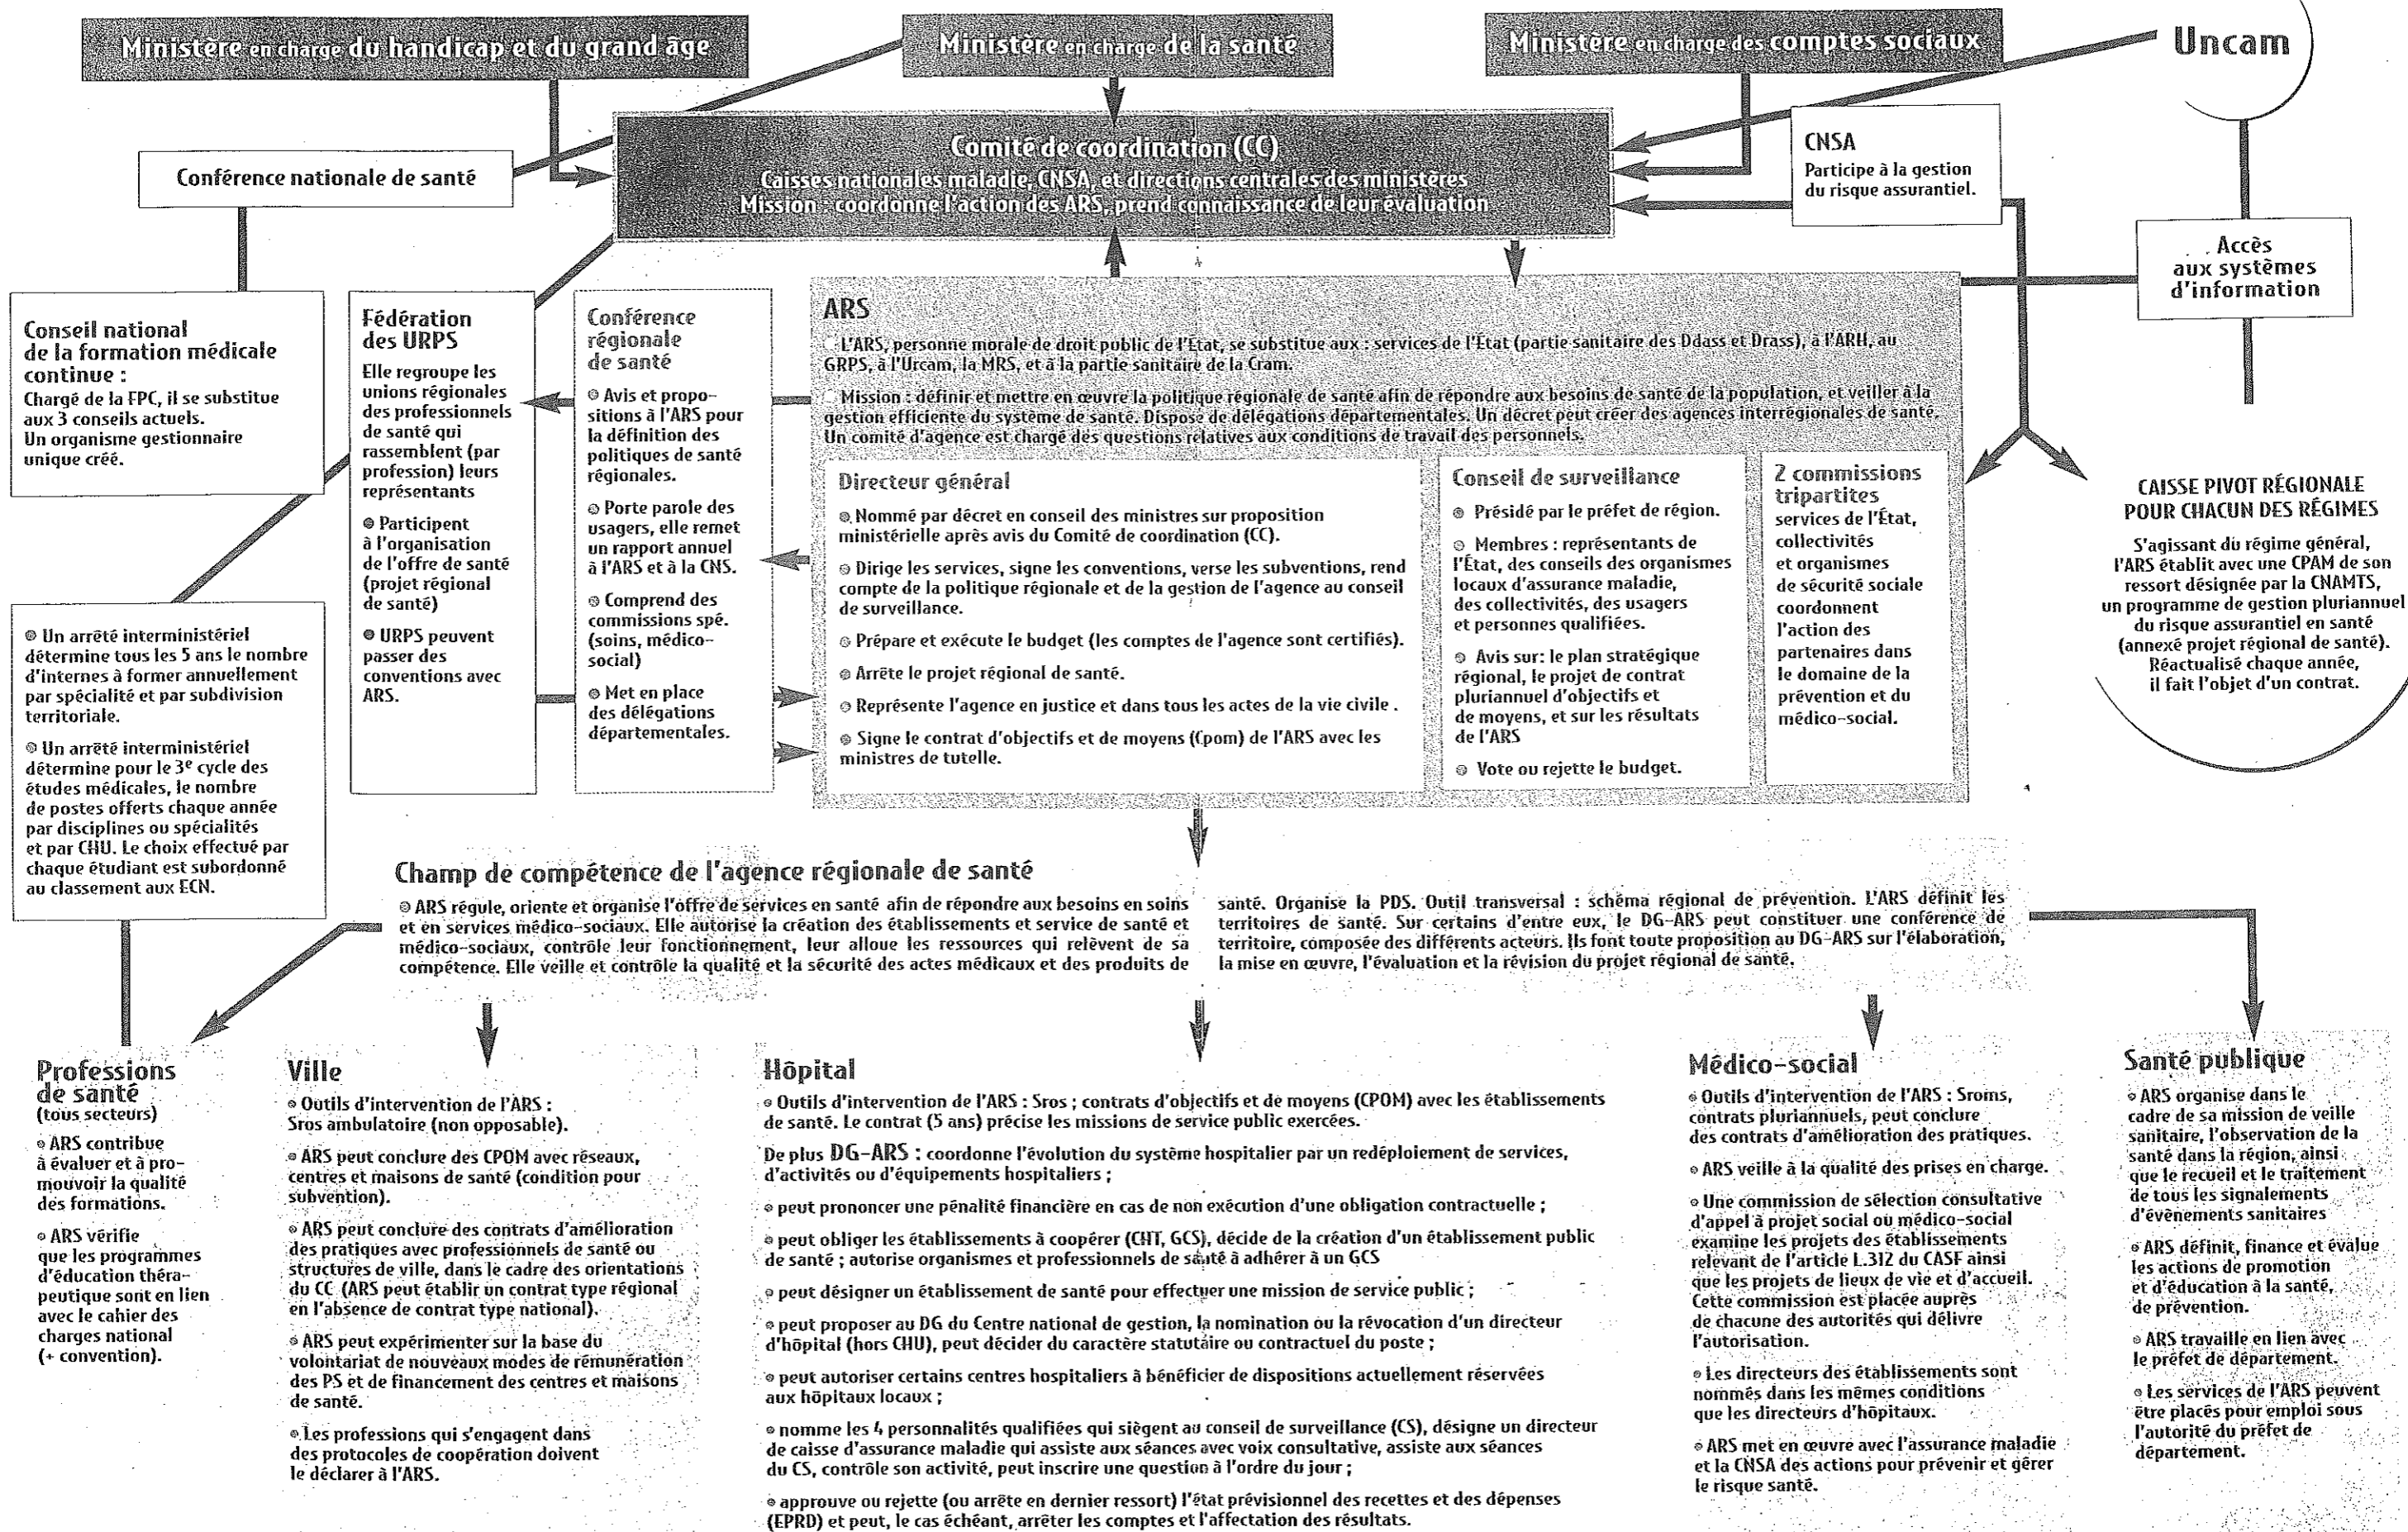 Ministère en charge du handicap et du grand âge
Ministère en charge de la santé
Ministère en charge des comptes sociaux
Uncam
Conférence nationale de santé
Comité de coordination (CC)
Caisses nationales maladie, CNSA, et directions centrales des ministères
Mission - coordonne l'action des ARS, prend connaissance de leur évaluation
CNSA
Participe à la gestion
du risque assurantiel.
Accès
aux systèmes
d'information
Conseil national
de la formation médicale
continue :
Chargé de la FPC, il se substitue
aux 3 conseils actuels.
Un organisme gestionnaire
unique créé.
Fédération
des URPS
Elle regroupe les
unions régionales
des professionnels
de santé qui
rassemblent (par
profession) leurs
représentants
Participent
à l'organisation
de l'offre de santé
(projet régional
de santé)
URPS peuvent
passer des
conventions avec
ARS.
Conférence
régionale
de santé
Avis et propo-
sitions à l'ARS pour
la définition des
politiques de santé
régionales.
Porte parole des
usagers, elle remet
un rapport annuel
à l'ARS et à la CNS.
Comprend des
commissions spé.
(soins, médico-
social)
Met en place
des délégations
départementales.
ARS
L'ARS, personne morale de droit public de l'État, se substitue aux : services de l'État (partie sanitaire des Ddass et Drass), à l'ARH, au
GRPS, à l'Urcam, la MRS, et à la partie sanitaire de la Cram.
Mission : définir et mettre en œuvre la politique régionale de santé afin de répondre aux besoins de santé de la population, et veiller à la
gestion efficiente du système de santé. Dispose de délégations départementales. Un décret peut créer des agences interrégionales de santé.
Un comité d'agence est chargé des questions relatives aux conditions de travail des personnels.
Directeur général
Nommé par décret en conseil des ministres sur proposition
ministérielle après avis du Comité de coordination (CC).
Dirige les services, signe les conventions, verse les subventions, rend
compte de la politique régionale et de la gestion de l'agence au conseil
de surveillance.
Prépare et exécute le budget (les comptes de l'agence sont certifiés).
Arrête le projet régional de santé.
Représente l'agence en justice et dans tous les actes de la vie civile .
Signe le contrat d'objectifs et de moyens (Cpom) de l'ARS avec les
ministres de tutelle.
Conseil de surveillance
Présidé par le préfet de région.
Membres : représentants de
l'État, des conseils des organismes
locaux d'assurance maladie,
des collectivités, des usagers
et personnes qualifiées.
Avis sur: le plan stratégique
régional, le projet de contrat
pluriannuel d'objectifs et
de moyens, et sur les résultats
de l'ARS
Vote ou rejette le budget.
2 commissions
tripartites
services de l'État,
collectivités
et organismes
de sécurité sociale
coordonnent
l'action des
partenaires dans
le domaine de la
prévention et du
médico-social.
CAISSE PIVOT RÉGIONALE
POUR CHACUN DES RÉGIMES
S'agissant du régime général,
l'ARS établit avec une CPAM de son
ressort désignée par la CNAMTS,
un programme de gestion pluriannuel
du risque assurantiel en santé
(annexé projet régional de santé).
Réactualisé chaque année,
il fait l'objet d'un contrat.
Un arrêté interministériel
détermine tous les 5 ans le nombre
d'internes à former annuellement
par spécialité et par subdivision
territoriale.
Un arrêté interministériel
détermine pour le 3e cycle des
études médicales, le nombre
de postes offerts chaque année
par disciplines ou spécialités
et par CHU. Le choix effectué par
chaque étudiant est subordonné
au classement aux ECN.
Champ de compétence de l'agence régionale de santé
ARS régule, oriente et organise l'offre de services en santé afin de répondre aux besoins en soins
et en services médico-sociaux. Elle autorise la création des établissements et service de santé et
médico-sociaux, contrôle leur fonctionnement, leur alloue les ressources qui relèvent de sa
compétence. Elle veille et contrôle la qualité et la sécurité des actes médicaux et des produits de
santé. Organise la PDS. Outil transversal : schéma régional de prévention. L'ARS définit les
territoires de santé. Sur certains d'entre eux, le DG-ARS peut constituer une conférence de
territoire, composée des différents acteurs. Ils font toute proposition au DG-ARS sur l'élaboration,
la mise en œuvre, l'évaluation et la révision du projet régional de santé.
Professions
de santé
(tous secteurs)
ARS contribue
à évaluer et à pro-
mouvoir la qualité
des formations.
ARS vérifie
que les programmes
d'éducation théra-
peutique sont en lien
avec le cahier des
charges national
(+ convention).
Ville
Outils d'intervention de l'ARS :
Sros ambulatoire (non opposable).
ARS peut conclure des CPOM avec réseaux,
centres et maisons de santé (condition pour
subvention).
ARS peut conclure des contrats d'amélioration
des pratiques avec professionnels de santé ou
structures de ville, dans le cadre des orientations
du CC (ARS peut établir un contrat type régional
en l'absence de contrat type national).
ARS peut expérimenter sur la base du
volontariat de nouveaux modes de rémunération
des PS et de financement des centres et maisons
de santé.
Les professions qui s'engagent dans
des protocoles de coopération doivent
le déclarer à l'ARS.
Hôpital
Outils d'intervention de l'ARS : Sros ; contrats d'objectifs et de moyens (CPOM) avec les établissements
de santé. Le contrat (5 ans) précise les missions de service public exercées.
De plus DG-ARS : coordonne l'évolution du système hospitalier par un redéploiement de services,
d'activités ou d'équipements hospitaliers ;
peut prononcer une pénalité financière en cas de non exécution d'une obligation contractuelle ;
peut obliger les établissements à coopérer (CHT, GCS), décide de la création d'un établissement public
de santé ; autorise organismes et professionnels de santé à adhérer à un GCS
peut désigner un établissement de santé pour effectuer une mission de service public ;
peut proposer au DG du Centre national de gestion, la nomination ou la révocation d'un directeur
d'hôpital (hors CHU), peut décider du caractère statutaire ou contractuel du poste ;
peut autoriser certains centres hospitaliers à bénéficier de dispositions actuellement réservées
aux hôpitaux locaux ;
nomme les 4 personnalités qualifiées qui siègent au conseil de surveillance (CS), désigne un directeur
de caisse d'assurance maladie qui assiste aux séances avec voix consultative, assiste aux séances
du CS, contrôle son activité, peut inscrire une question à l'ordre du jour ;
approuve ou rejette (ou arrête en dernier ressort) l'état prévisionnel des recettes et des dépenses
(EPRD) et peut, le cas échéant, arrêter les comptes et l'affectation des résultats.
Médico-social
Outils d'intervention de l'ARS : Sroms,
contrats pluriannuels, peut conclure
des contrats d'amélioration des pratiques.
ARS veille à la qualité des prises en charge.
Une commission de sélection consultative
d'appel à projet social ou médico-social
examine les projets des établissements
relevant de l'article L.312 du CASF ainsi
que les projets de lieux de vie et d'accueil.
Cette commission est placée auprès
de chacune des autorités qui délivre
l'autorisation.
Les directeurs des établissements sont
nommés dans les mêmes conditions
que les directeurs d'hôpitaux.
ARS met en œuvre avec l'assurance maladie
et la CNSA des actions pour prévenir et gérer
le risque santé.
Santé publique
ARS organise dans le
cadre de sa mission de veille
sanitaire, l'observation de la
santé dans la région, ainsi
que le recueil et le traitement
de tous les signalements
d'évènements sanitaires
ARS définit, finance et évalue
les actions de promotion
et d'éducation à la santé,
de prévention.
ARS travaille en lien avec
le préfet de département.
Les services de l'ARS peuvent
être placés pour emploi sous
l'autorité du préfet de
département.